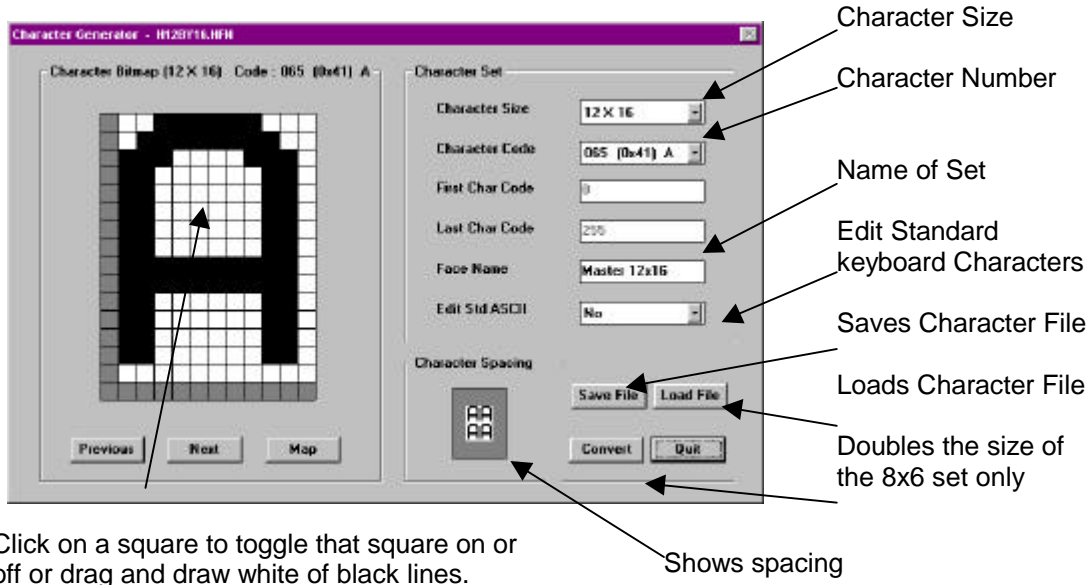 Character Generator - H12BY16.HFN
Character Size
Character Number
Name of Set
Edit Standard
keyboard Characters
Saves Character File
Loads Character File
Doubles the size of
the 8x6 set only
Character Bitmap (12 X 16) Code : 065 (0x41) A
Previous Next Map
Character Set
Character Size 12 X 16
Character Code 065 (0x41) A
First Char Code 0
Last Char Code 255
Face Name Master 12x16
Edit Std ASCII No
Character Spacing
AA
AA
Save File Load File
Convert Quit
Click on a square to toggle that square on or
off or drag and draw white of black lines.
Shows spacing